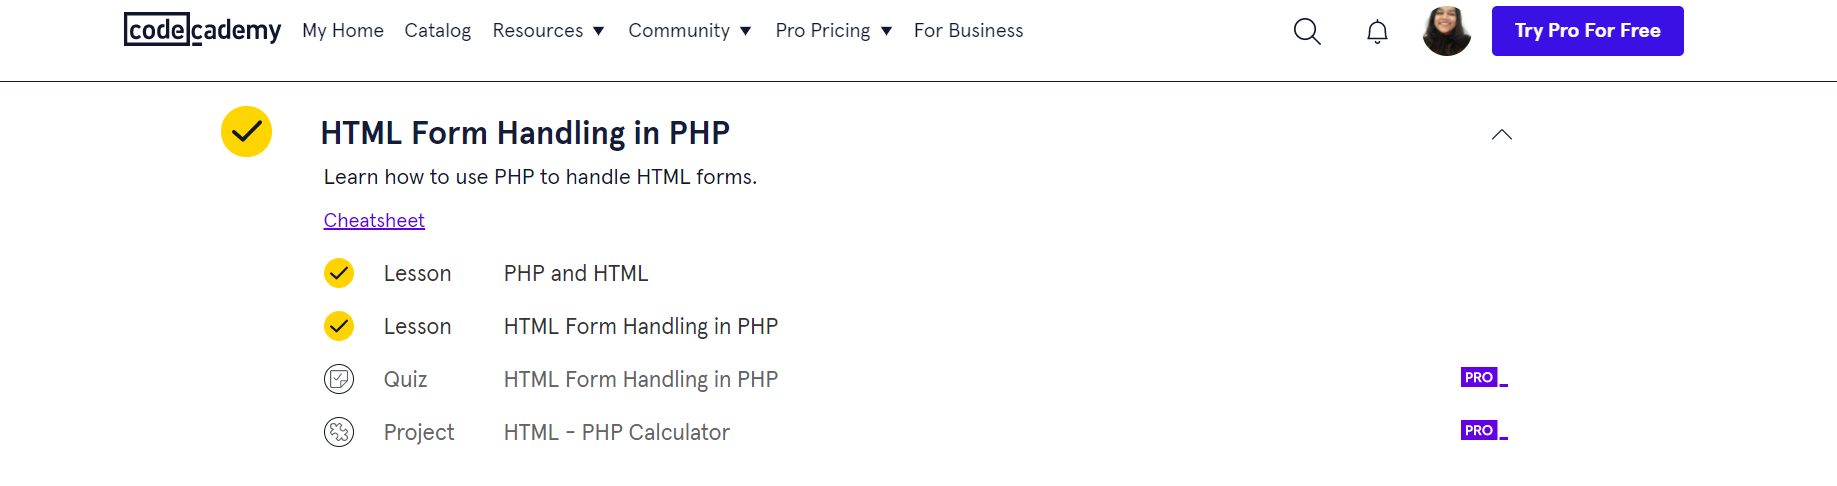 codecademy My Home Catalog Resources Community Pro Pricing For Business Try Pro For Free
HTML Form Handling in PHP
Learn how to use PHP to handle HTML forms.
Cheatsheet
Lesson PHP and HTML
Lesson HTML Form Handling in PHP
Quiz HTML Form Handling in PHP PRO
Project HTML - PHP Calculator PRO